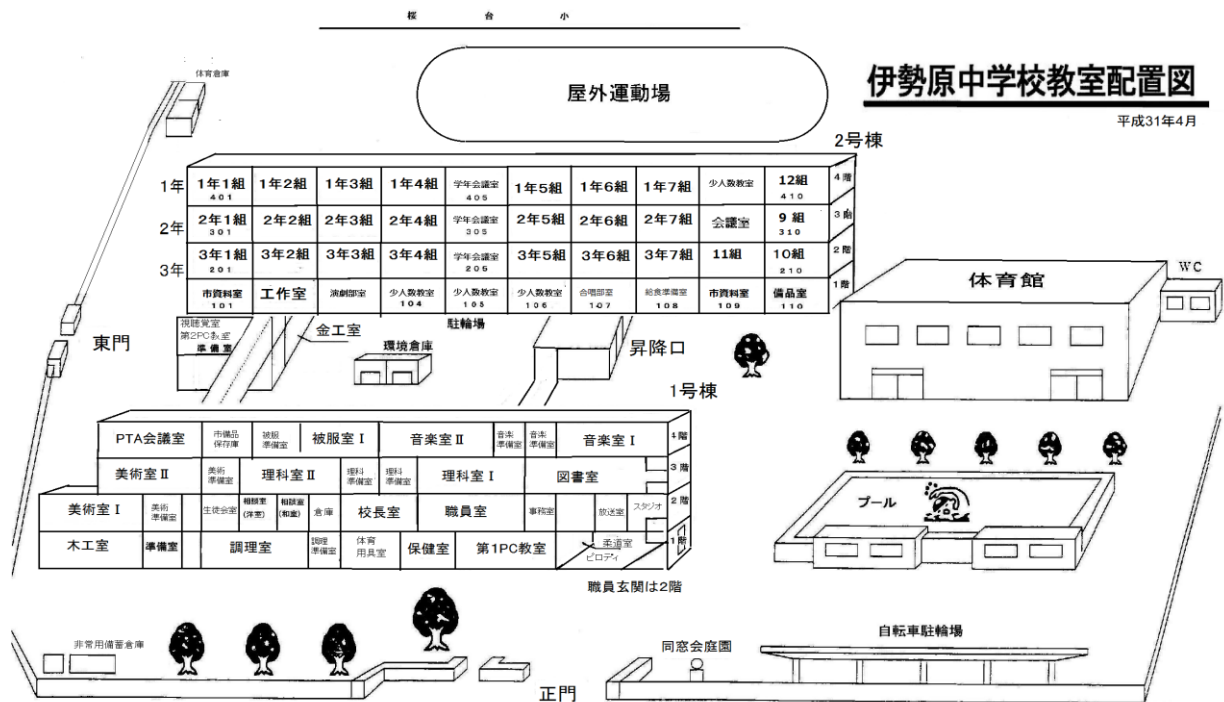 桜台小
体育倉庫
屋外運動場
伊勢原中学校教室配置図
平成31年4月
2号棟
1年 1年1組 1年2組 1年3組 1年4組 学年会議室 1年5組 1年6組 1年7組 少人数教室 12組 4階
401 405 410
2年 2年1組 2年2組 2年3組 2年4組 学年会議室 2年5組 2年6組 2年7組 会議室 9組 3階
301 305 310
3年 3年1組 3年2組 3年3組 3年4組 学年会議室 3年5組 3年6組 3年7組 11組 10組 2階
201 205 210
市資料室 工作室 演劇部室 少人数教室 少人数教室 少人数教室 合唱部室 給食準備室 市資料室 備品室 1階
101 104 105 106 107 108 109 110
体育館
WC
東門
視聴覚室
第2PC教室
準備室
金工室
環境倉庫
駐輪場
昇降口
1号棟
PTA会議室 市備品保存庫 被服準備室 被服室Ⅰ 音楽室Ⅱ 音楽準備室 音楽準備室 音楽室Ⅰ 4階
美術室Ⅱ 美術準備室 理科室Ⅱ 理科準備室 理科準備室 理科室Ⅰ 図書室 3階
美術室Ⅰ 美術準備室 生徒会室 相談室(洋室) 相談室(和室) 倉庫 校長室 職員室 事務室 放送室 スタジオ 2階
木工室 準備室 調理室 調理準備室 体育用具室 保健室 第1PC教室 柔道室 ピロディ 1階
プール
職員玄関は2階
非常用備蓄倉庫
正門
同窓会庭園
自転車駐輪場